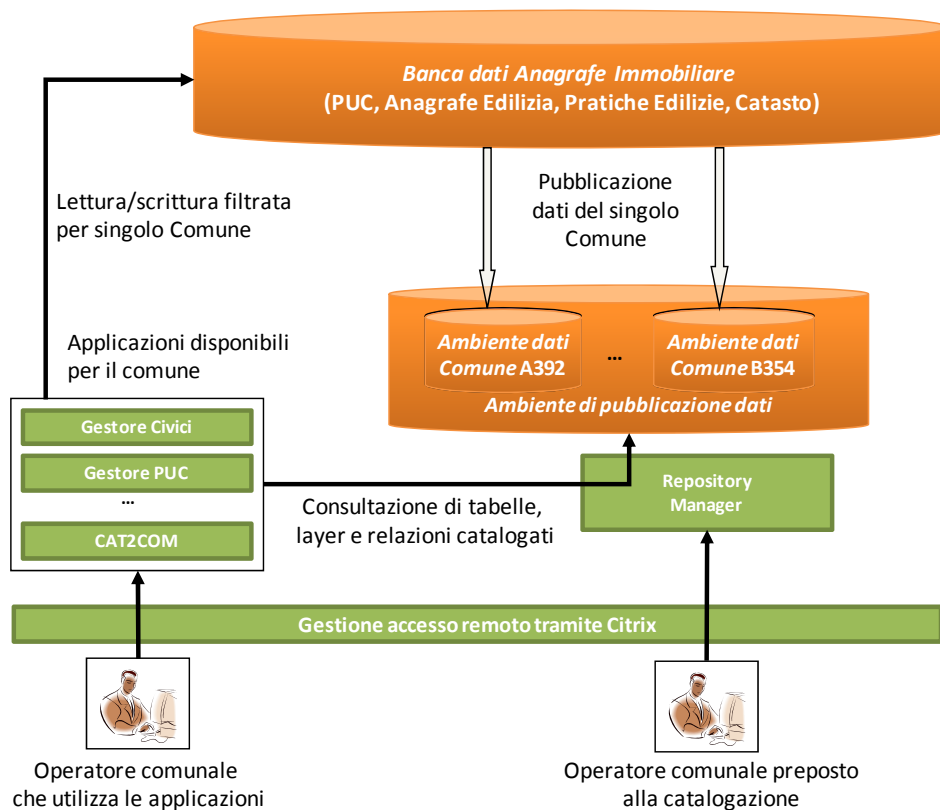 Banca dati Anagrafe Immobiliare
(PUC, Anagrafe Edilizia, Pratiche Edilizie, Catasto)
Lettura/scrittura filtrata
per singolo Comune
Pubblicazione
dati del singolo
Comune
Applicazioni disponibili
per il comune
Ambiente dati
Comune A392
...
Ambiente dati
Comune B354
Ambiente di pubblicazione dati
Gestore Civici
Gestore PUC
...
CAT2COM
Consultazione di tabelle,
layer e relazioni catalogati
Repository
Manager
Gestione accesso remoto tramite Citrix
Operatore comunale
che utilizza le applicazioni
Operatore comunale preposto
alla catalogazione